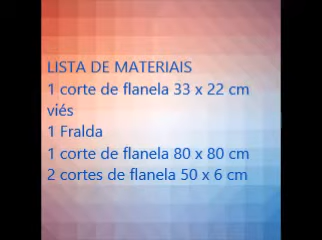 LISTA DE MATERIAIS
1 corte de flanela 33 x 22 cm
viés
1 Fralda
1 corte de flanela 80 x 80 cm
2 cortes de flanela 50 x 6 cm